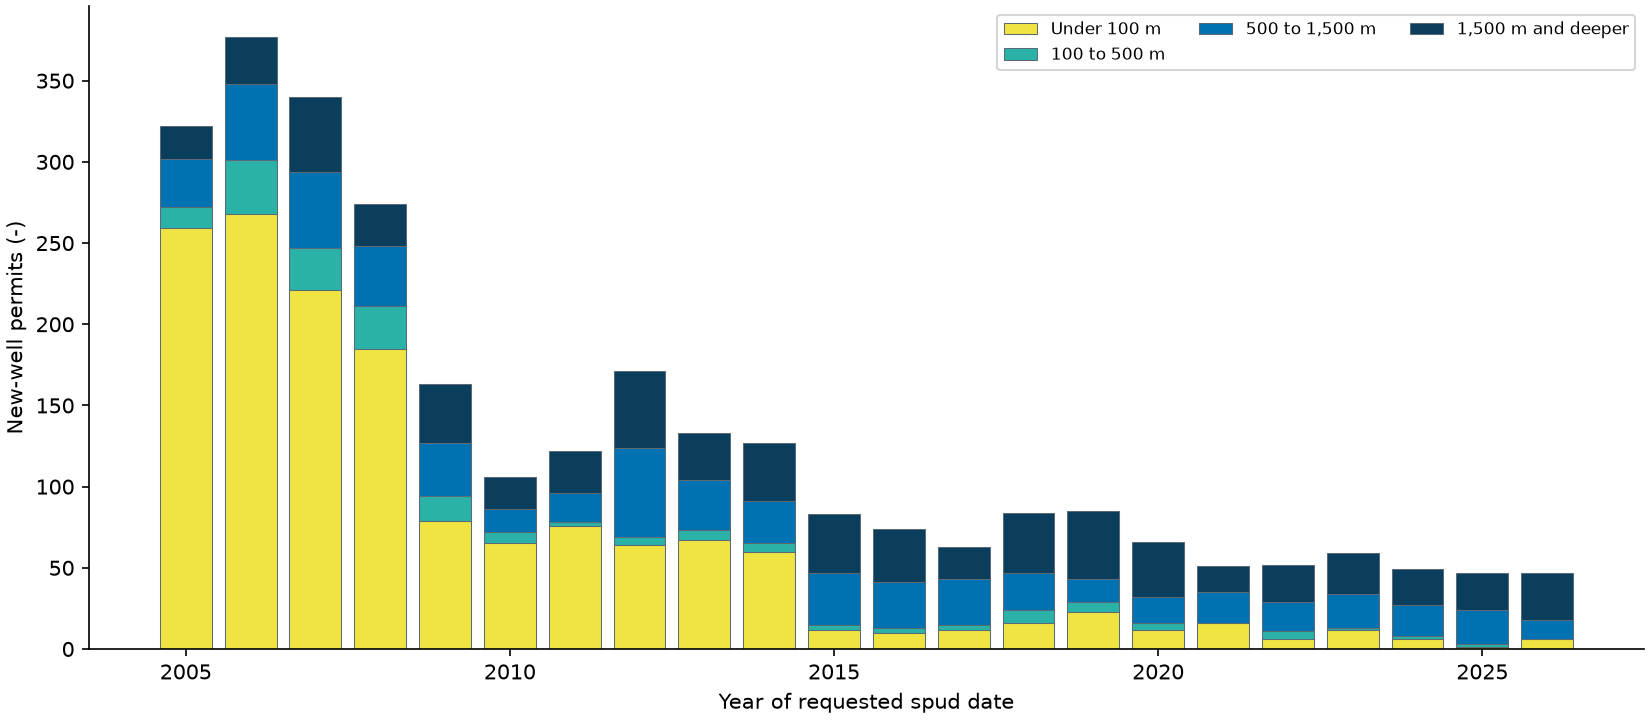 Under 100 m
100 to 500 m
500 to 1,500 m
1,500 m and deeper
New-well permits (-)
350
300
250
200
150
100
50
0
2005
2010
2015
2020
2025
Year of requested spud date